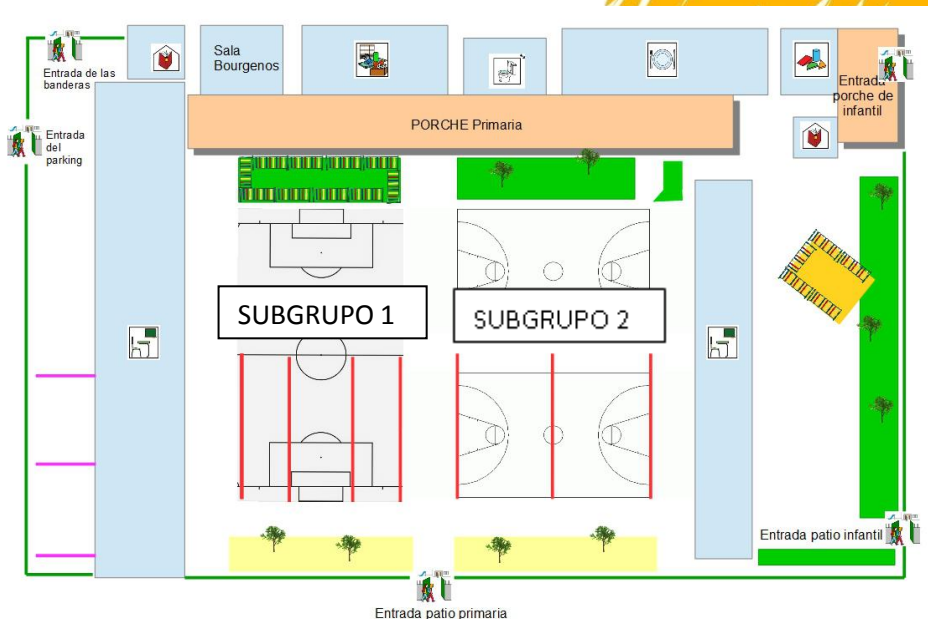 Entrada de las
banderas
Sala
Bourgenos
Entrada
porche de
infantil
PORCHE Primaria
Entrada
del
parking
SUBGRUPO 1
SUBGRUPO 2
Entrada patio infantil
Entrada patio primaria